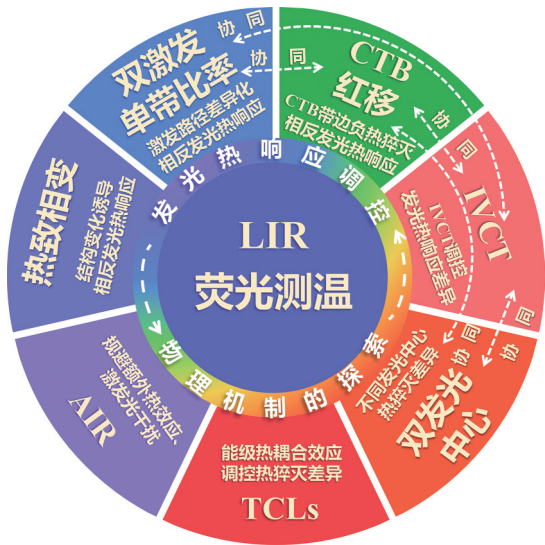 LIR
荧光测温
发光热响应调控
物理机制的探索
双激发
单带比率
激发路径差异化
相反发光热响应
协同
协同
CTB
红移
CTB带边负热猝灭
相反发光热响应
协同
协同
IVCT
IVCT调控
发光热响应差异
协同
协同
双发光
中心
不同发光中心
热猝灭差异
能级热耦合效应
调控热猝灭差异
TCLs
规避额外热效应、
激发光干扰
AIR
热致相变
结构变化诱导
相反发光热响应